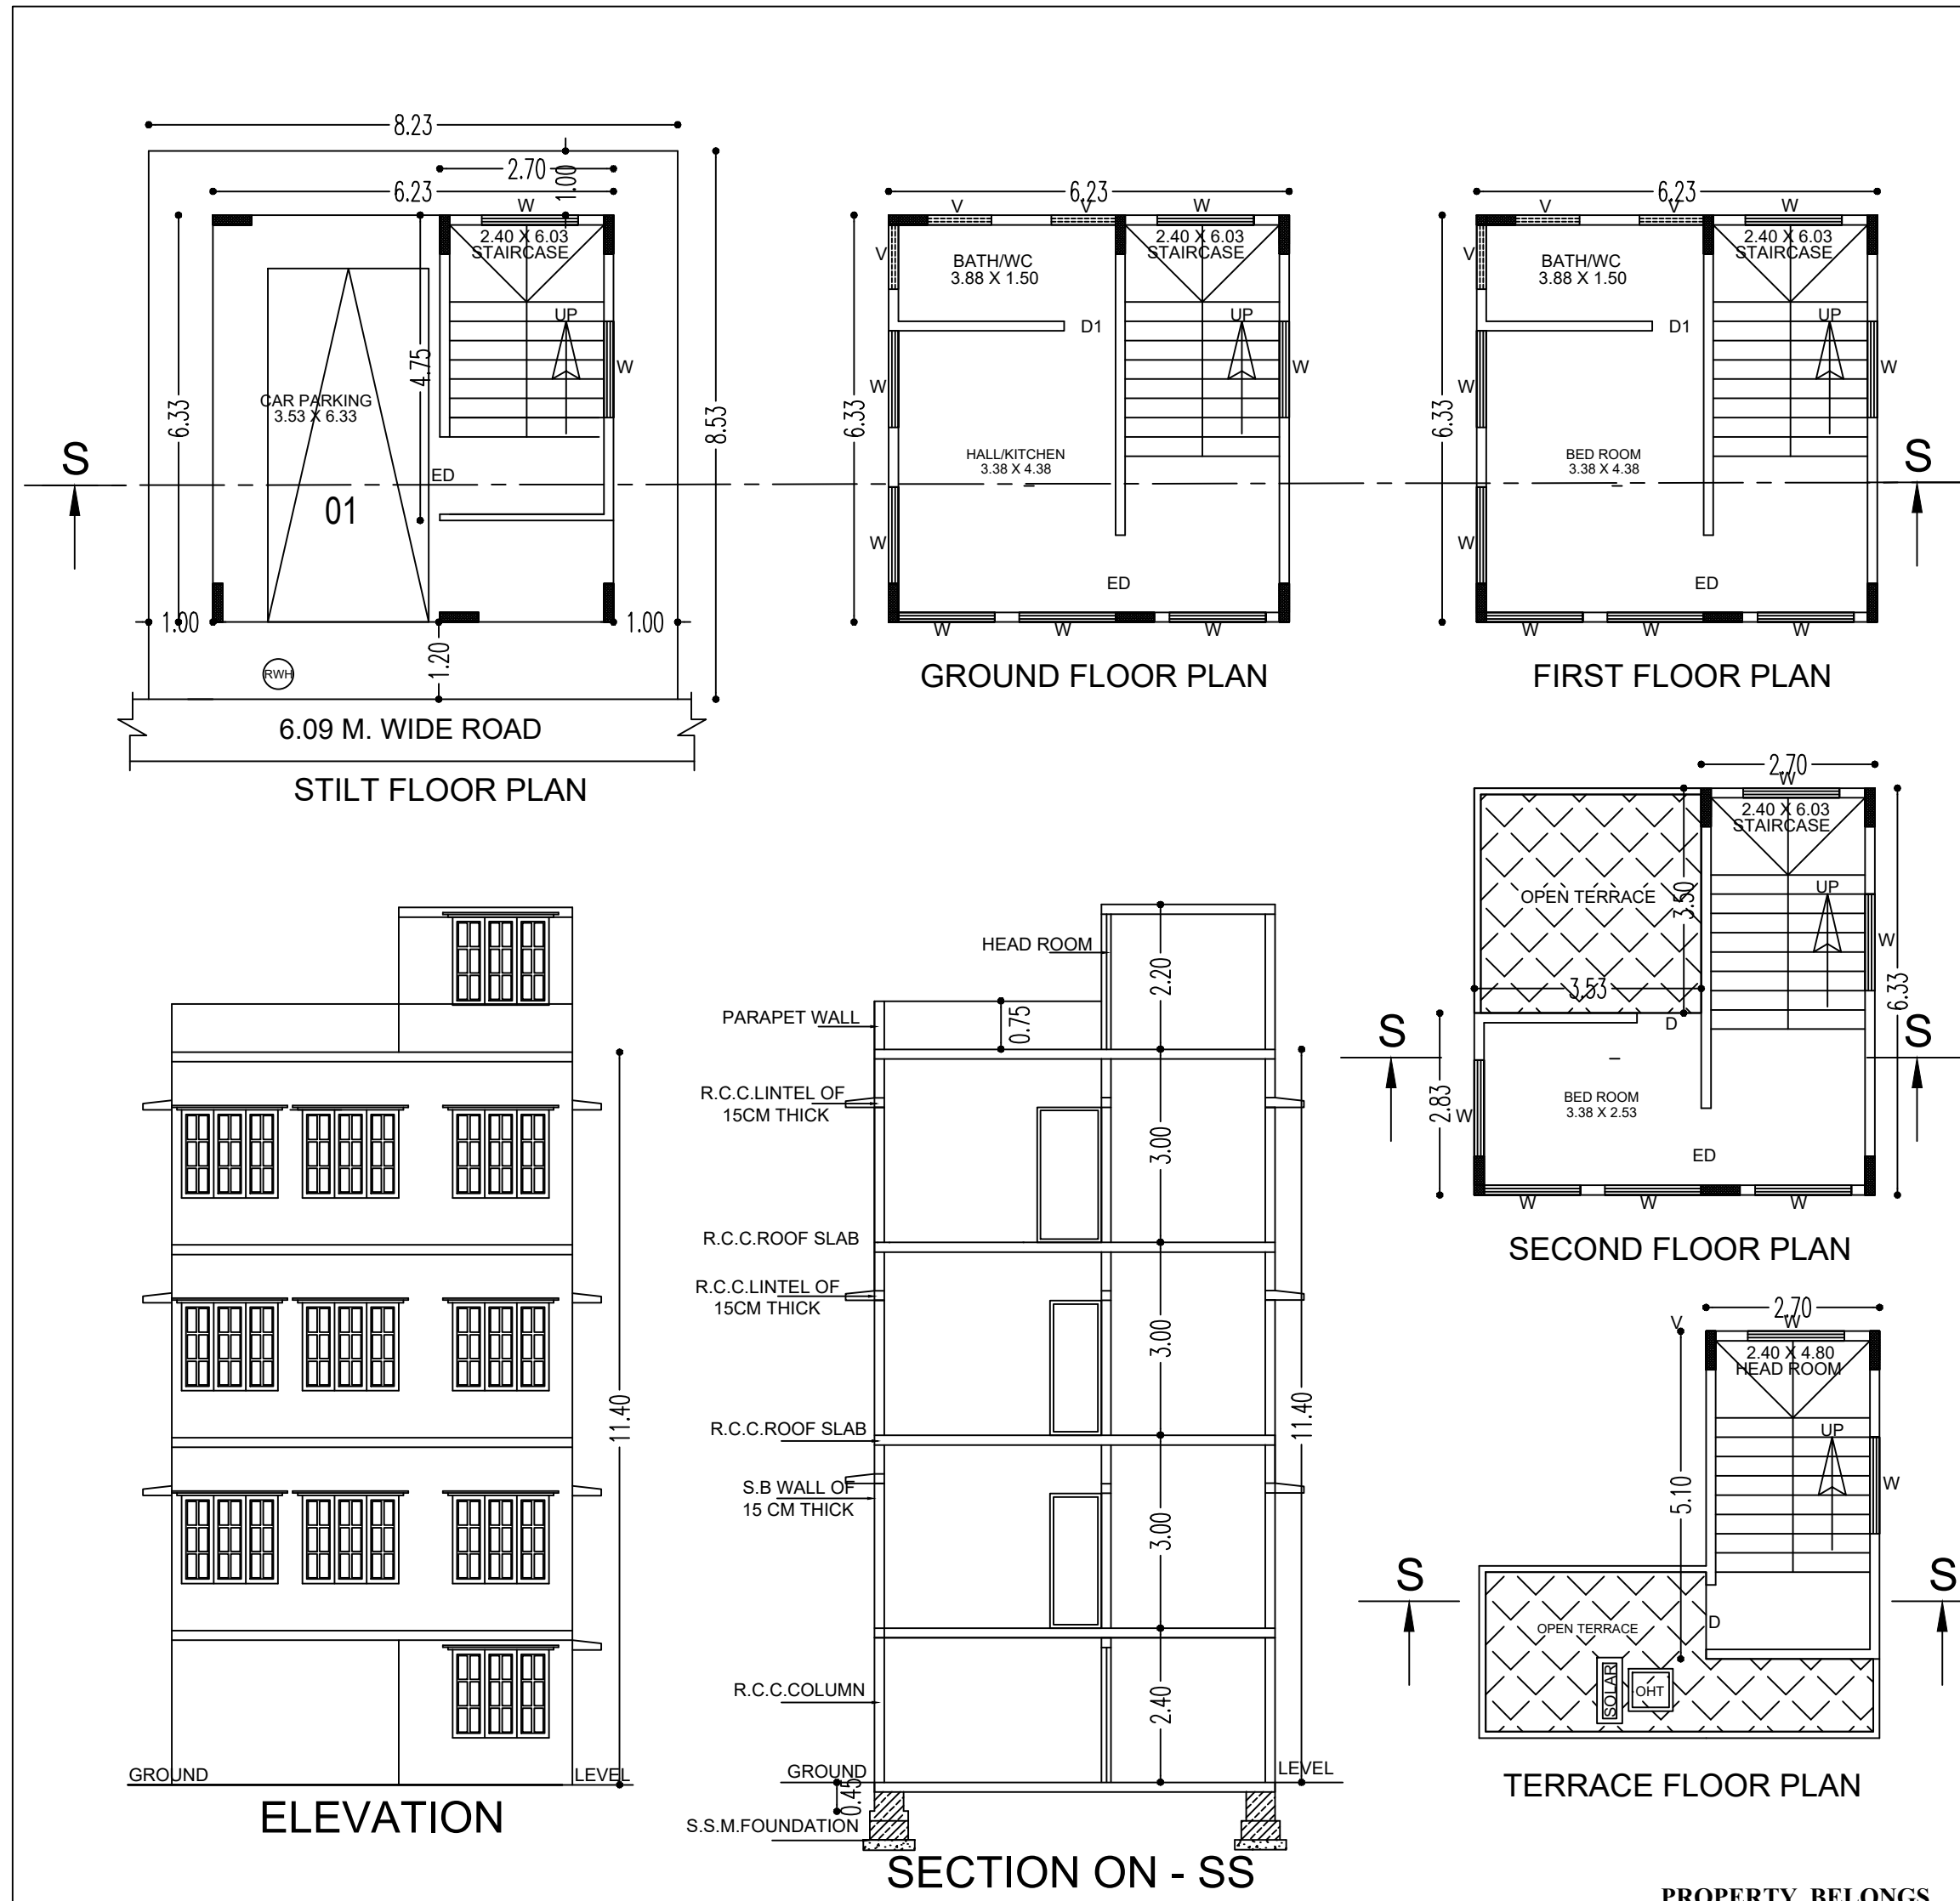 8.23
2.70
1.00
6.23
W
2.40 X 6.03
STAIRCASE
UP
W
4.75
6.33
CAR PARKING
3.53 X 6.33
8.53
S
ED
01
1.00
1.00
1.20
RWH
6.09 M. WIDE ROAD
STILT FLOOR PLAN
6.23
V
V
W
2.40 X 6.03
STAIRCASE
V
BATH/WC
3.88 X 1.50
UP
D1
W
W
6.33
HALL/KITCHEN
3.38 X 4.38
W
ED
W
W
W
GROUND FLOOR PLAN
6.23
V
V
W
2.40 X 6.03
STAIRCASE
V
BATH/WC
3.88 X 1.50
UP
D1
W
W
6.33
BED ROOM
3.38 X 4.38
S
W
ED
W
W
W
FIRST FLOOR PLAN
2.70
W
2.40 X 6.03
STAIRCASE
OPEN TERRACE
3.50
UP
W
3.53
6.33
D
S
S
2.83
W
BED ROOM
3.38 X 2.53
ED
W
W
W
SECOND FLOOR PLAN
11.40
GROUND
LEVEL
ELEVATION
HEAD ROOM
2.20
PARAPET WALL
0.75
R.C.C.LINTEL OF
15CM THICK
3.00
R.C.C.ROOF SLAB
R.C.C.LINTEL OF
15CM THICK
3.00
11.40
R.C.C.ROOF SLAB
S.B WALL OF
15 CM THICK
3.00
R.C.C.COLUMN
2.40
GROUND
LEVEL
0.45
S.S.M.FOUNDATION
SECTION ON - SS
2.70
V
W
2.40 X 4.80
HEAD ROOM
UP
5.10
W
S
S
OPEN TERRACE
D
SOLAR
OHT
TERRACE FLOOR PLAN
PROPERTY BELONGS